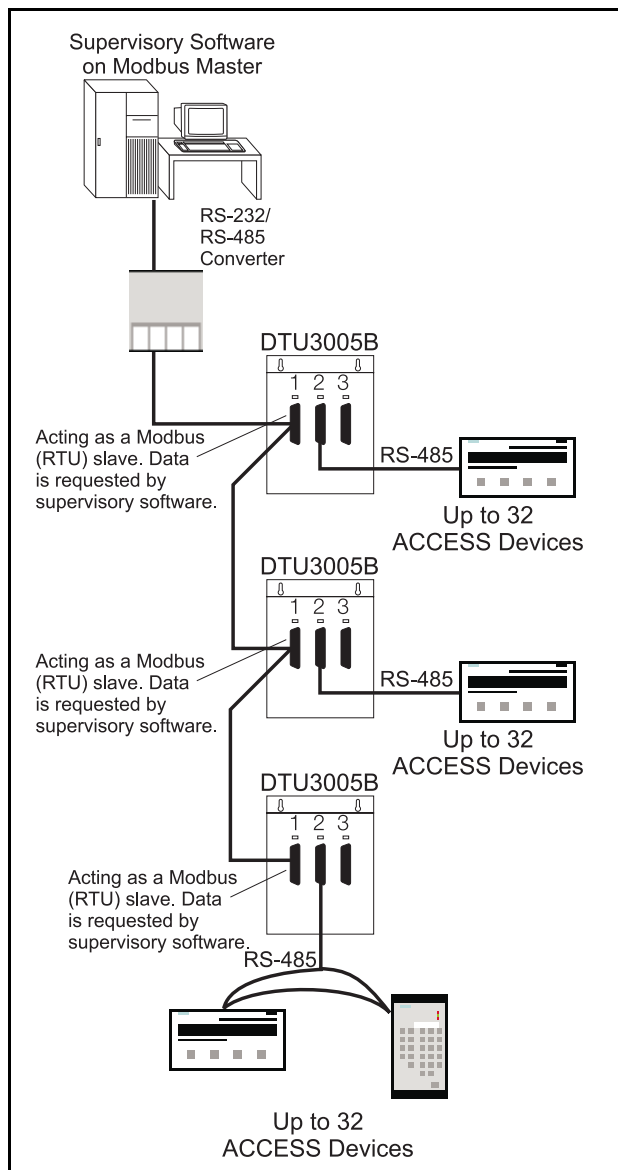 Supervisory Software
on Modbus Master
RS-232/
RS-485
Converter
DTU3005B
1 2 3
Acting as a Modbus
(RTU) slave. Data
is requested by
supervisory software.
RS-485
Up to 32
ACCESS Devices
DTU3005B
1 2 3
Acting as a Modbus
(RTU) slave. Data
is requested by
supervisory software.
RS-485
Up to 32
ACCESS Devices
DTU3005B
1 2 3
Acting as a Modbus
(RTU) slave. Data
is requested by
supervisory software.
RS-485
Up to 32
ACCESS Devices